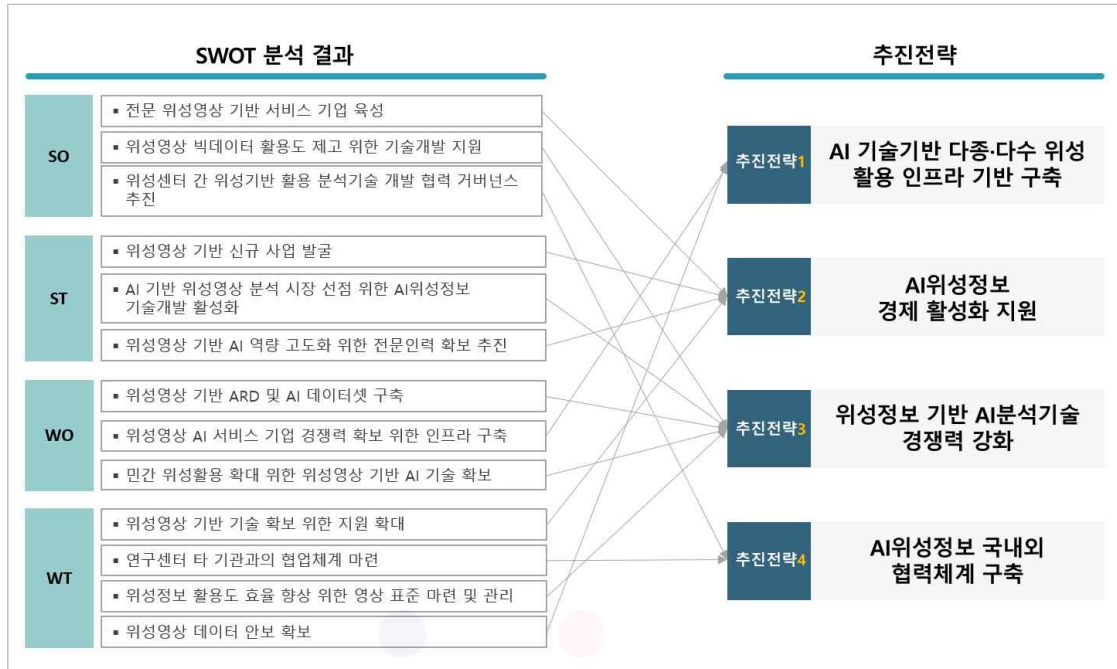 SWOT 분석 결과
추진전략
SO
▪ 전문 위성영상 기반 서비스 기업 육성
▪ 위성영상 빅데이터 활용도 제고 위한 기술개발 지원
▪ 위성센터 간 위성기반 활용 분석기술 개발 협력 거버넌스
추진
ST
▪ 위성영상 기반 신규 사업 발굴
▪ AI 기반 위성영상 분석 시장 선점 위한 AI위성정보
기술개발 활성화
▪ 위성영상 기반 AI 역량 고도화 위한 전문인력 확보 추진
WO
▪ 위성영상 기반 ARD 및 AI 데이터셋 구축
▪ 위성영상 AI 서비스 기업 경쟁력 확보 위한 인프라 구축
▪ 민간 위성활용 확대 위한 위성영상 기반 AI 기술 확보
WT
▪ 위성영상 기반 기술 확보 위한 지원 확대
▪ 연구센터 타 기관과의 협업체계 마련
▪ 위성정보 활용도 효율 향상 위한 영상 표준 마련 및 관리
▪ 위성영상 데이터 안보 확보
추진전략1
AI 기술기반 다종·다수 위성
활용 인프라 기반 구축
추진전략2
AI위성정보
경제 활성화 지원
추진전략3
위성정보 기반 AI분석기술
경쟁력 강화
추진전략4
AI위성정보 국내외
협력체계 구축